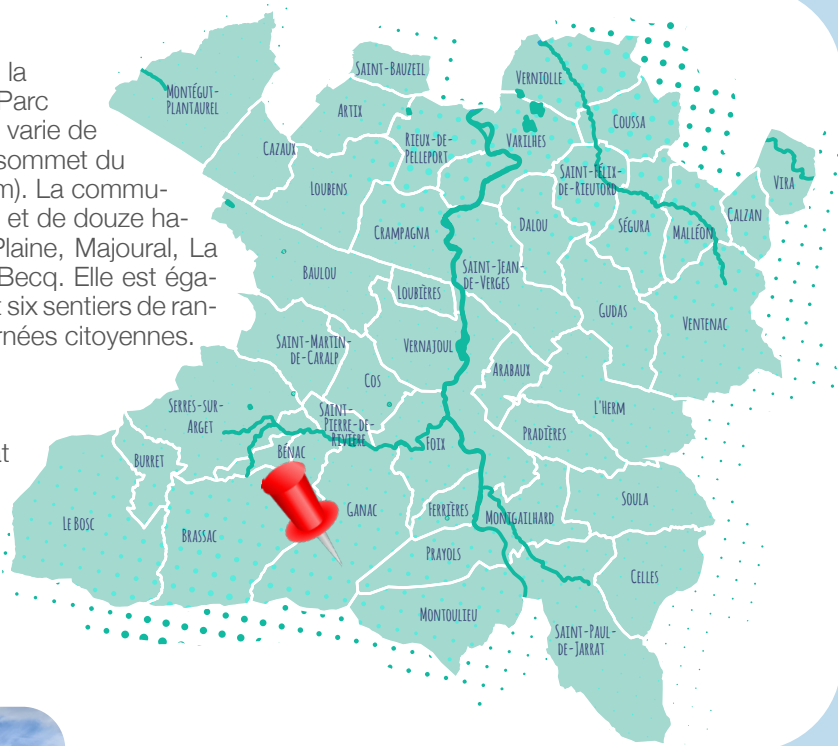 la
Parc
varie de
sommet du
m). La commu-
et de douze ha-
Plaine, Majoural, La
Becq. Elle est éga-
t six sentiers de ran-
rnées citoyennes.
at
MONTÉGUT-
PLANTAUREL
SAINT-BAUZEIL
VERNIOLLE
ARTIX
COUSSA
CAZAUX
RIEUX-DE-
PELLEPORT
VARILHES
LOUBENS
SAINT-FÉLIX-
DE-RIEUTORD
VIRA
CRAMPAGNA
DALOU
SÉGURA
MALLÉON
CALZAN
BAULOU
SAINT-JEAN-
DE-VERGES
LOUBIÈRES
GUDAS
VENTENAC
SAINT-MARTIN-
DE-CARALP
VERNAJOUL
ARABAUX
COS
SERRES-SUR-
ARGET
SAINT-
PIERRE-DE-
RIVIÈRE
L'HERM
PRADIÈRES
BURRET
BÉNAC
FOIX
LE BOSC
BRASSAC
GANAC
FERRIÈRES
MONTGAILHARD
SOULA
PRAYOLS
CELLES
MONTOULIEU
SAINT-PAUL-
DE-JARRAT